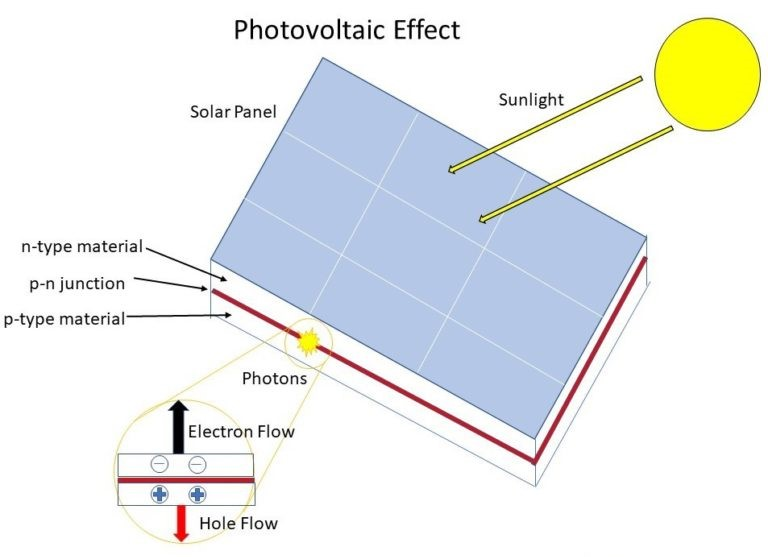 Photovoltaic Effect
Solar Panel
Sunlight
n-type material
p-n junction
p-type material
Photons
Electron Flow
Hole Flow